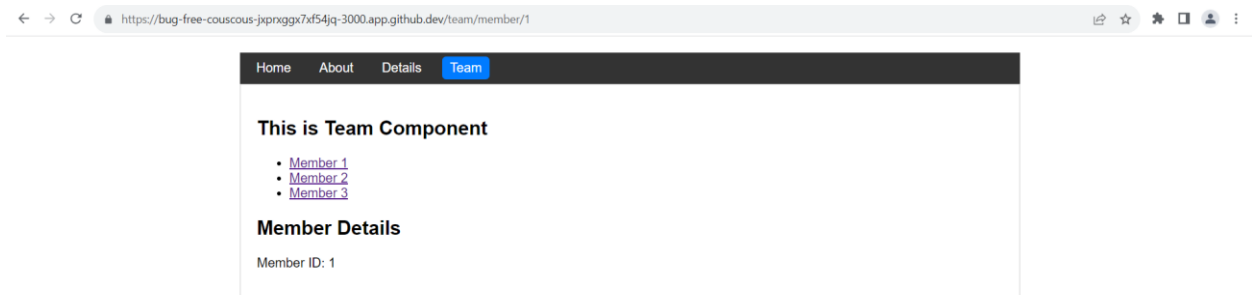 https://bug-free-couscous-jxprxggx7xf54jq-3000.app.github.dev/team/member/1
Home About Details Team
This is Team Component
Member 1
Member 2
Member 3
Member Details
Member ID: 1